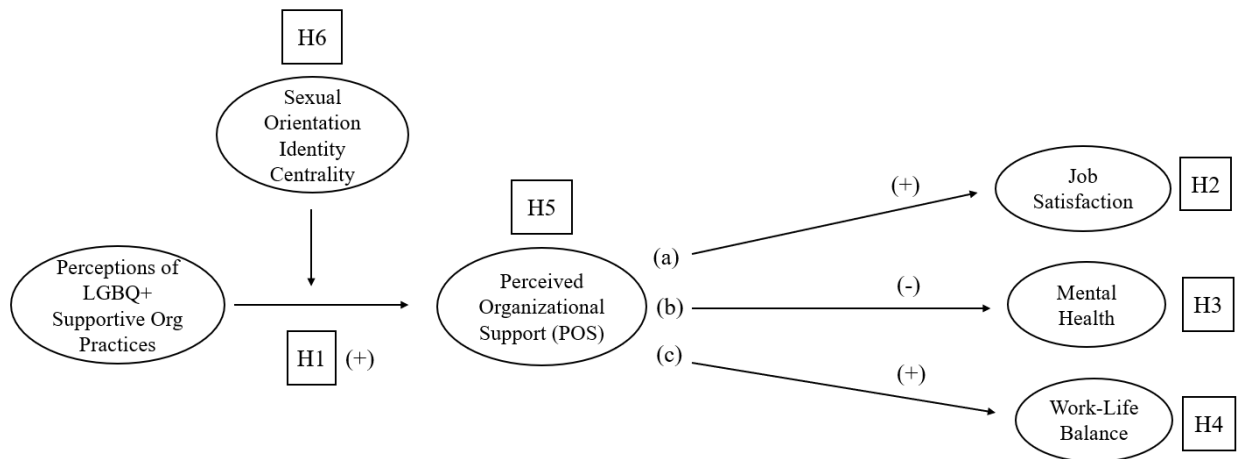 H6
Sexual
Orientation
Identity
Centrality
Perceptions of
LGBQ+
Supportive Org
Practices
H1 (+)
H5
Perceived
Organizational
Support (POS)
(a)
(b)
(c)
(+)
Job
Satisfaction
H2
(-)
Mental
Health
H3
(+)
Work-Life
Balance
H4